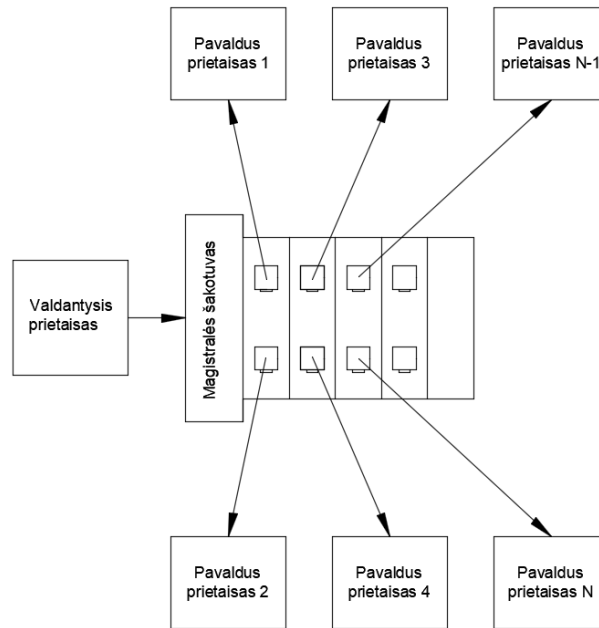 Pavaldus
prietaisas 1
Pavaldus
prietaisas 3
Pavaldus
prietaisas N-1
Valdantysis
prietaisas
Magistralės šakotuvas
Pavaldus
prietaisas 2
Pavaldus
prietaisas 4
Pavaldus
prietaisas N